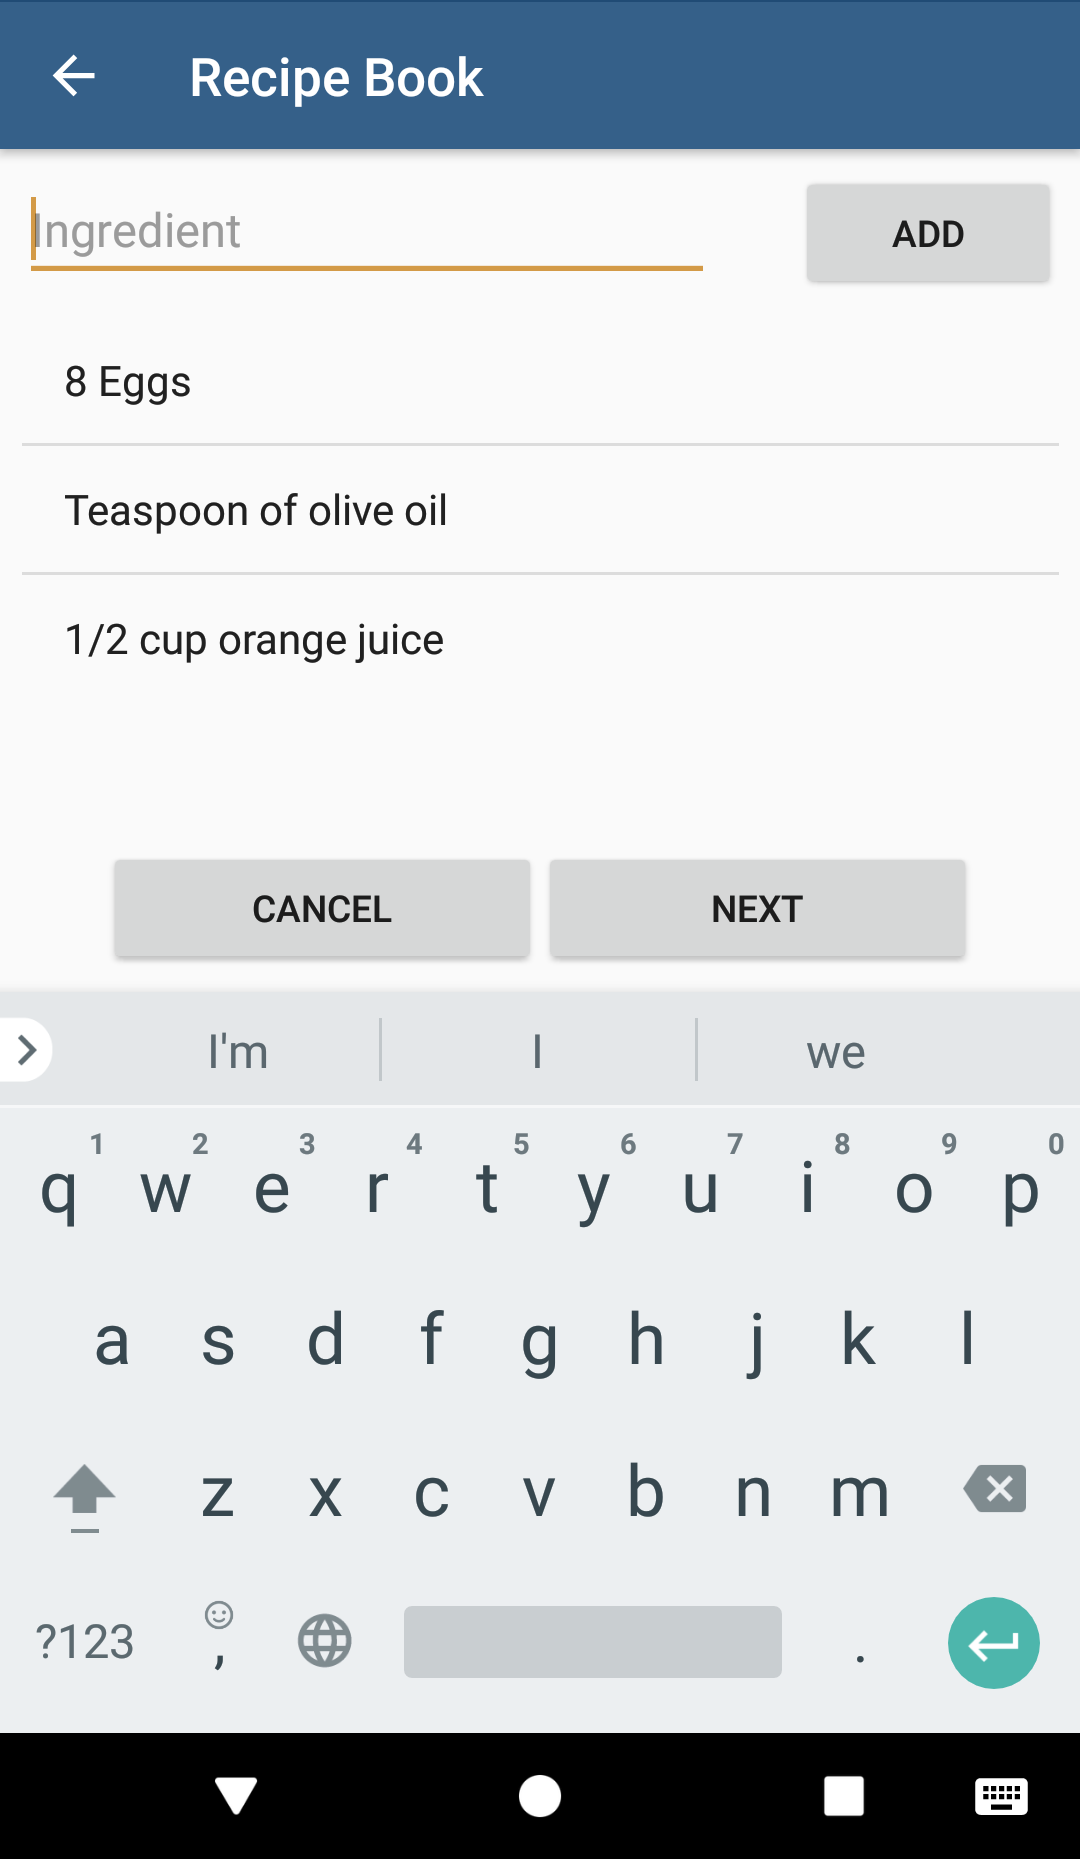 Recipe Book
Ingredient
ADD
8 Eggs
Teaspoon of olive oil
1/2 cup orange juice
CANCEL
NEXT
I'm
I
we
1 2 3 4 5 6 7 8 9 0
q w e r t y u i o p
a s d f g h j k l
z x c v b n m
?123 , .